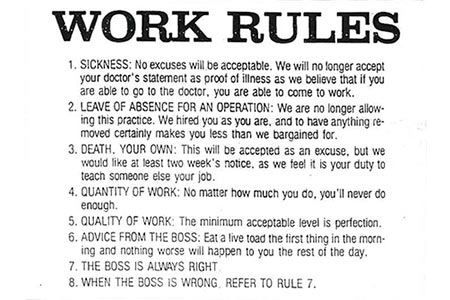 WORK RULES
1. SICKNESS: No excuses will be acceptable. We will no longer accept
your doctor's statement as proof of illness as we believe that if you
are able to go to the doctor, you are able to come to work.
2. LEAVE OF ABSENCE FOR AN OPERATION: We are no longer allow-
ing this practice. We hired you as you are, and to have anything re-
moved certainly makes you less than we bargained for.
3. DEATH, YOUR OWN: This will be accepted as an excuse, but we
would like at least two week's notice, as we feel it is your duty to
teach someone else your job.
4. QUANTITY OF WORK: No matter how much you do, you'll never do
enough.
5. QUALITY OF WORK: The minimum acceptable level is perfection.
6. ADVICE FROM THE BOSS: Eat a live toad the first thing in the morn-
ing and nothing worse will happen to you the rest of the day.
7. THE BOSS IS ALWAYS RIGHT.
8. WHEN THE BOSS IS WRONG, REFER TO RULE 7.